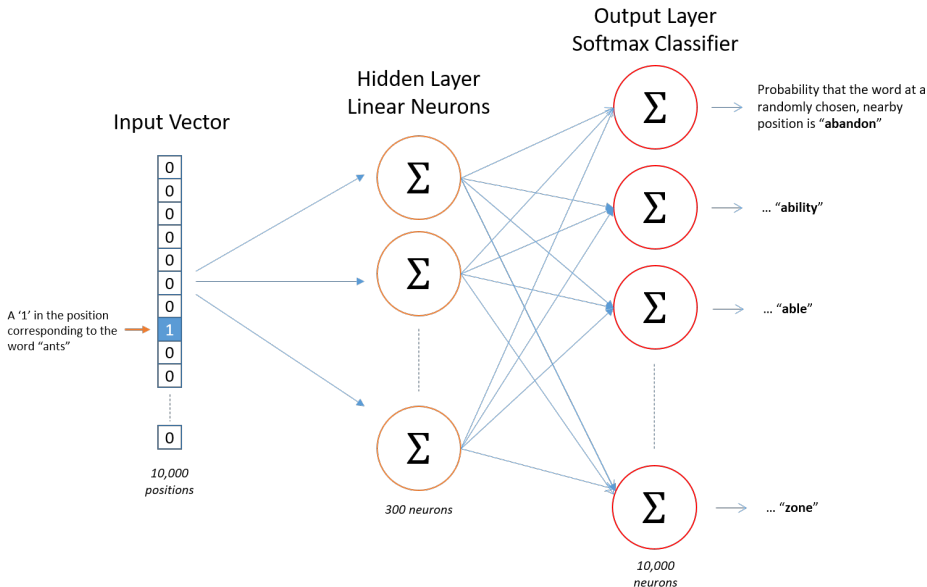 Input Vector
0
0
0
0
0
0
0
1
0
0
0
A ‘1’ in the position
corresponding to the
word “ants”
10,000
positions
Hidden Layer
Linear Neurons
Σ
Σ
Σ
300 neurons
Output Layer
Softmax Classifier
Σ
Σ
Σ
Σ
10,000
neurons
Probability that the word at a
randomly chosen, nearby
position is “abandon”
... “ability”
... “able”
... “zone”